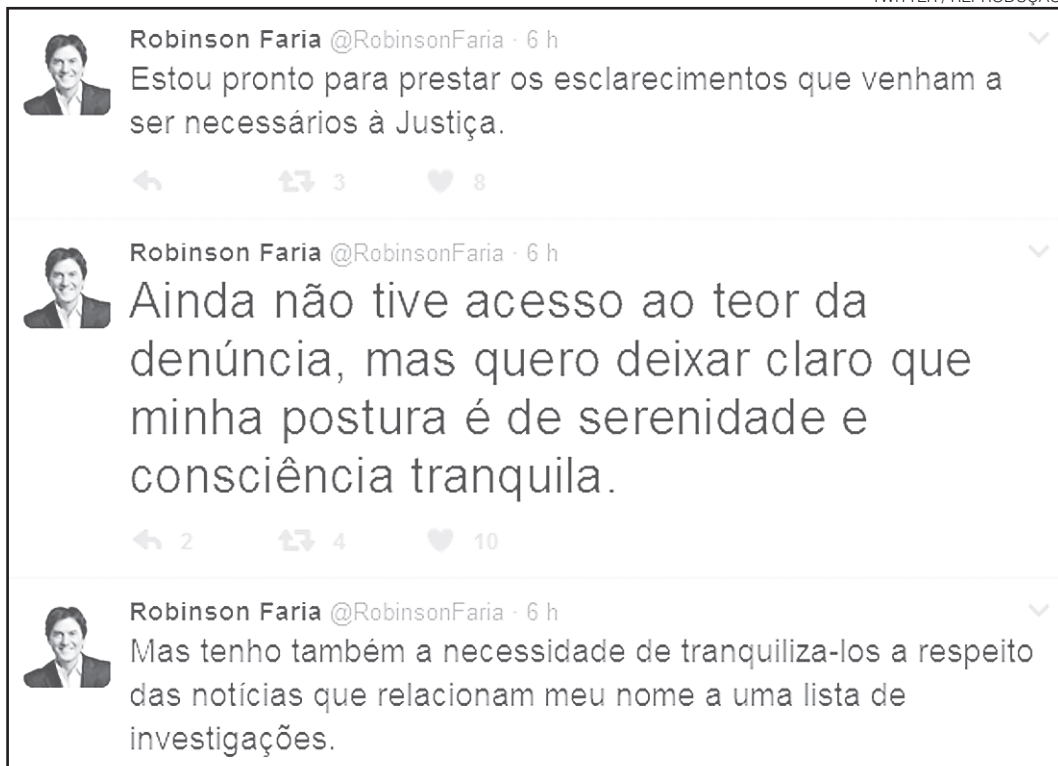 TWITTER / REPRODUÇÃO
Robinson Faria @RobinsonFaria · 6 h
Estou pronto para prestar os esclarecimentos que venham a
ser necessários à Justiça.
3 8
Robinson Faria @RobinsonFaria · 6 h
Ainda não tive acesso ao teor da
denúncia, mas quero deixar claro que
minha postura é de serenidade e
consciência tranquila.
2 4 10
Robinson Faria @RobinsonFaria · 6 h
Mas tenho também a necessidade de tranquiliza-los a respeito
das notícias que relacionam meu nome a uma lista de
investigações.